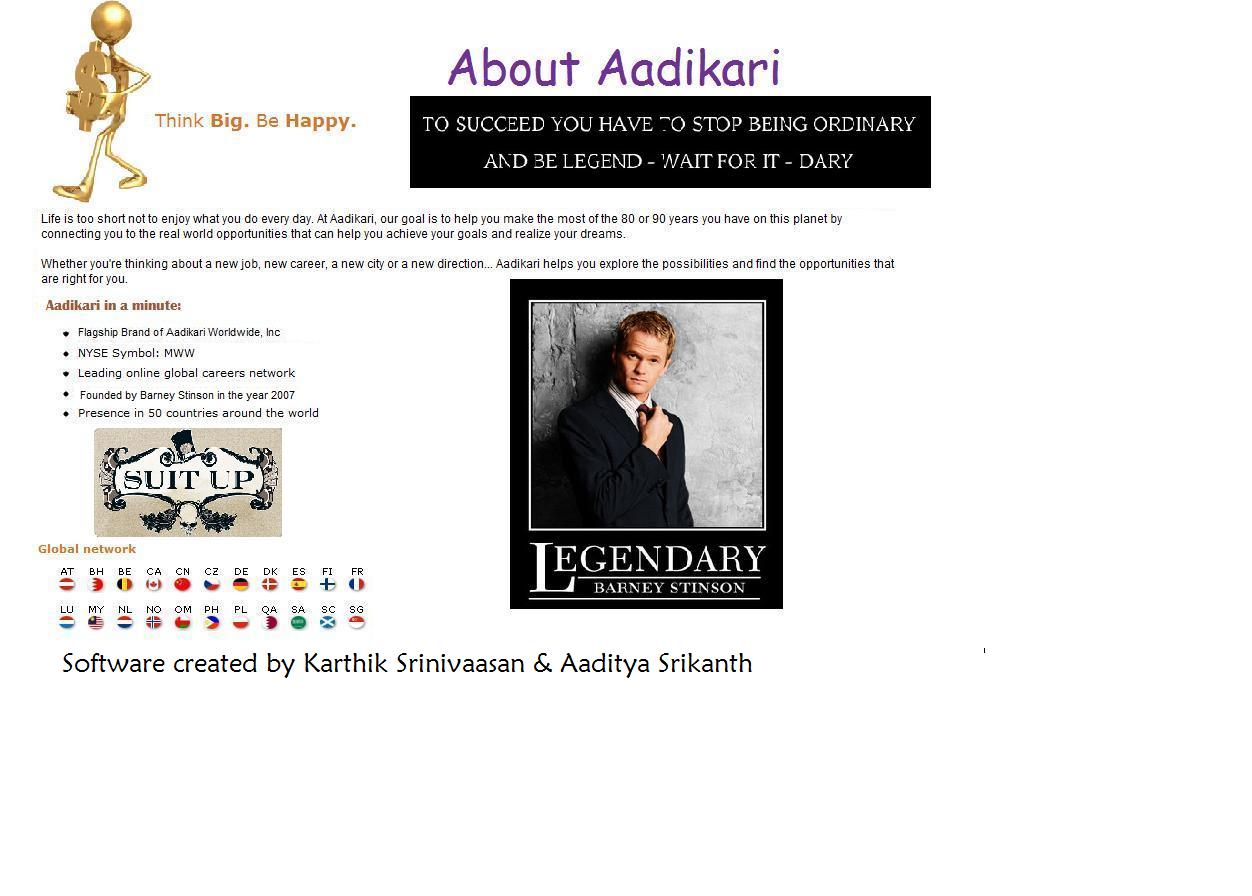 About Aadikari
Think Big. Be Happy.
TO SUCCEED YOU HAVE TO STOP BEING ORDINARY
AND BE LEGEND - WAIT FOR IT - DARY
Life is too short not to enjoy what you do every day. At Aadikari, our goal is to help you make the most of the 80 or 90 years you have on this planet by
connecting you to the real world opportunities that can help you achieve your goals and realize your dreams.
Whether you're thinking about a new job, new career, a new city or a new direction... Aadikari helps you explore the possibilities and find the opportunities that
are right for you.
Aadikari in a minute:
Flagship Brand of Aadikari Worldwide, Inc
NYSE Symbol: MWW
Leading online global careers network
Founded by Barney Stinson in the year 2007
Presence in 50 countries around the world
SUIT UP
LEGENDARY
BARNEY STINSON
Global network
AT BH BE CA CN CZ DE DK ES FI FR
LU MY NL NO OM PH PL QA SA SC SG
Software created by Karthik Srinivaasan & Aaditya Srikanth